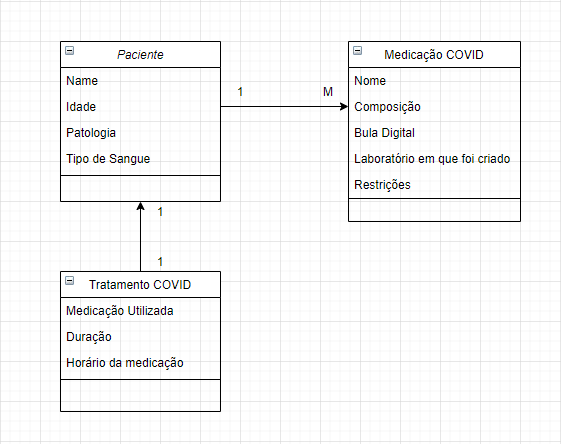 Paciente
Name
Idade
Patologia
Tipo de Sangue
1
M
Medicação COVID
Nome
Composição
Bula Digital
Laboratório em que foi criado
Restrições
1
1
Tratamento COVID
Medicação Utilizada
Duração
Horário da medicação